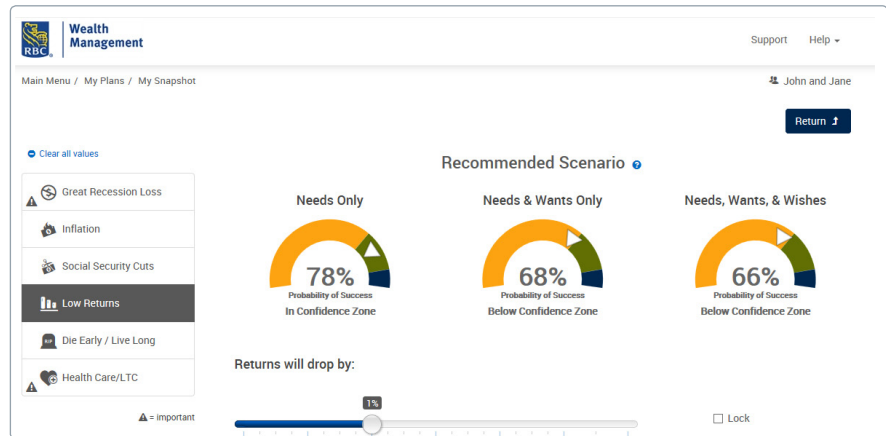 RBC
Wealth
Management
Support Help
Main Menu / My Plans / My Snapshot
John and Jane
Return
Clear all values
Recommended Scenario ?
Great Recession Loss
Inflation
Social Security Cuts
Low Returns
RIP
Die Early / Live Long
Health Care/LTC
! = important
Needs Only
78%
Probability of Success
In Confidence Zone
Needs & Wants Only
68%
Probability of Success
Below Confidence Zone
Needs, Wants, & Wishes
66%
Probability of Success
Below Confidence Zone
Returns will drop by:
1%
Lock